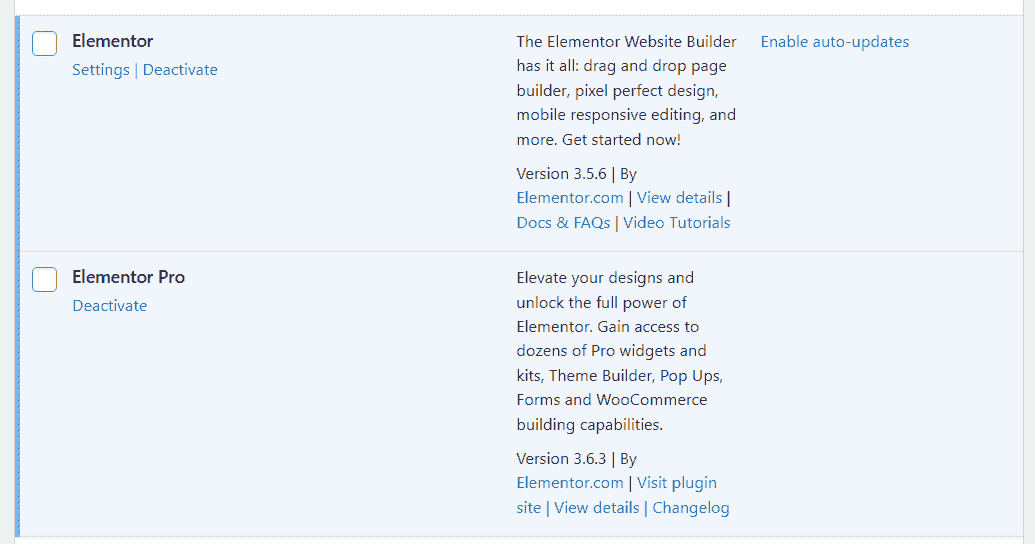 Elementor
Settings | Deactivate
The Elementor Website Builder
has it all: drag and drop page
builder, pixel perfect design,
mobile responsive editing, and
more. Get started now!
Version 3.5.6 | By
Elementor.com | View details |
Docs & FAQs | Video Tutorials
Enable auto-updates
Elementor Pro
Deactivate
Elevate your designs and
unlock the full power of
Elementor. Gain access to
dozens of Pro widgets and
kits, Theme Builder, Pop Ups,
Forms and WooCommerce
building capabilities.
Version 3.6.3 | By
Elementor.com | Visit plugin
site | View details | Changelog